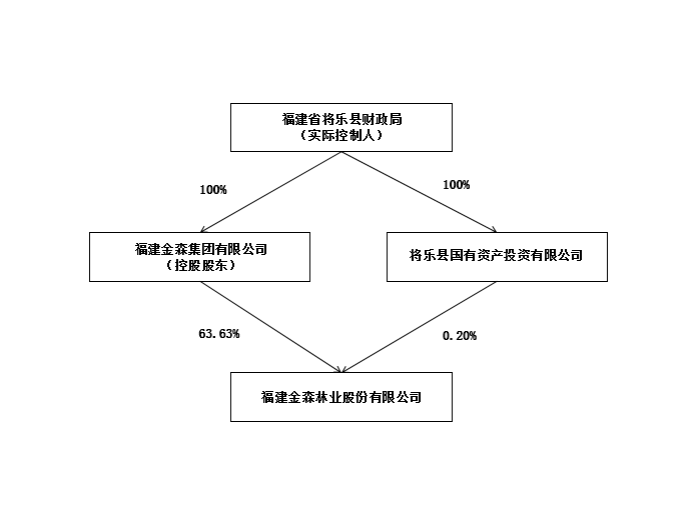 福建省将乐县财政局
（实际控制人）
100%
100%
福建金森集团有限公司
（控股股东）
将乐县国有资产投资有限公司
63.63%
0.20%
福建金森林业股份有限公司